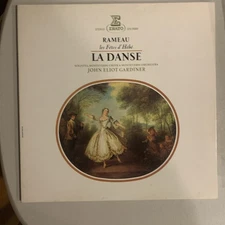 ERATO
RAMEAU
les Fêtes d'Hébé
LA DANSE
JOHN ELIOT GARDINER